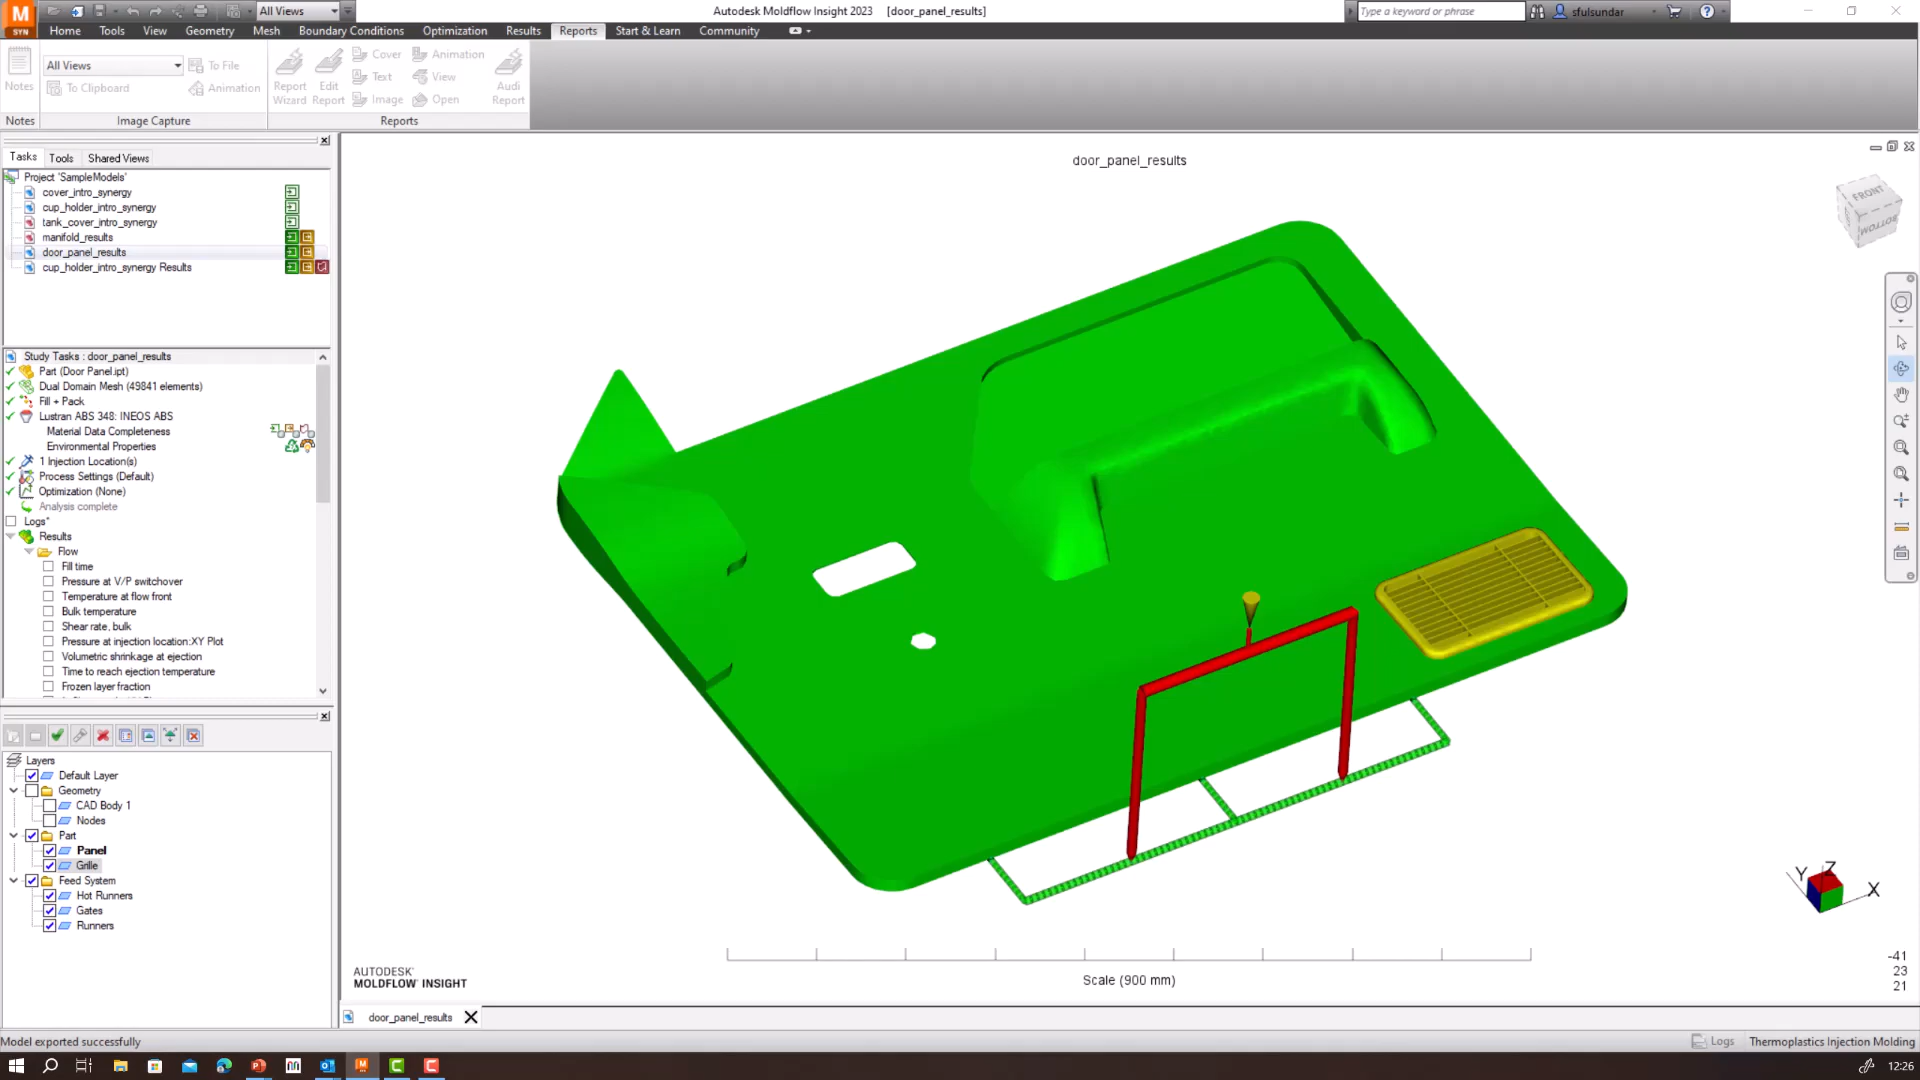 M
SYN
All Views
Autodesk Moldflow Insight 2023 [door_panel_results]
Type a keyword or phrase
sfulsundar
Home Tools View Geometry Mesh Boundary Conditions Optimization Results Reports Start & Learn Community
Notes
All Views
To File
To Clipboard
Animation
Report Wizard
Edit Report
Cover
Text
Image
Animation
View
Open
Audi Report
Notes
Image Capture
Reports
Tasks Tools Shared Views
Project 'SampleModels'
cover_intro_synergy
cup_holder_intro_synergy
tank_cover_intro_synergy
manifold_results
door_panel_results
cup_holder_intro_synergy Results
Study Tasks : door_panel_results
Part (Door Panel.ipt)
Dual Domain Mesh (49841 elements)
Fill + Pack
Lustran ABS 348: INEOS ABS
Material Data Completeness
Environmental Properties
1 Injection Location(s)
Process Settings (Default)
Optimization (None)
Analysis complete
Logs*
Results
Flow
Fill time
Pressure at V/P switchover
Temperature at flow front
Bulk temperature
Shear rate, bulk
Pressure at injection location:XY Plot
Volumetric shrinkage at ejection
Time to reach ejection temperature
Frozen layer fraction
Layers
Default Layer
Geometry
CAD Body 1
Nodes
Part
Panel
Grille
Feed System
Hot Runners
Gates
Runners
door_panel_results
FRONT
BOTTOM
Z
Y
X
-41
23
21
Scale (900 mm)
AUTODESK
MOLDFLOW INSIGHT
door_panel_results
Model exported successfully
Logs
Thermoplastics Injection Molding
12:26